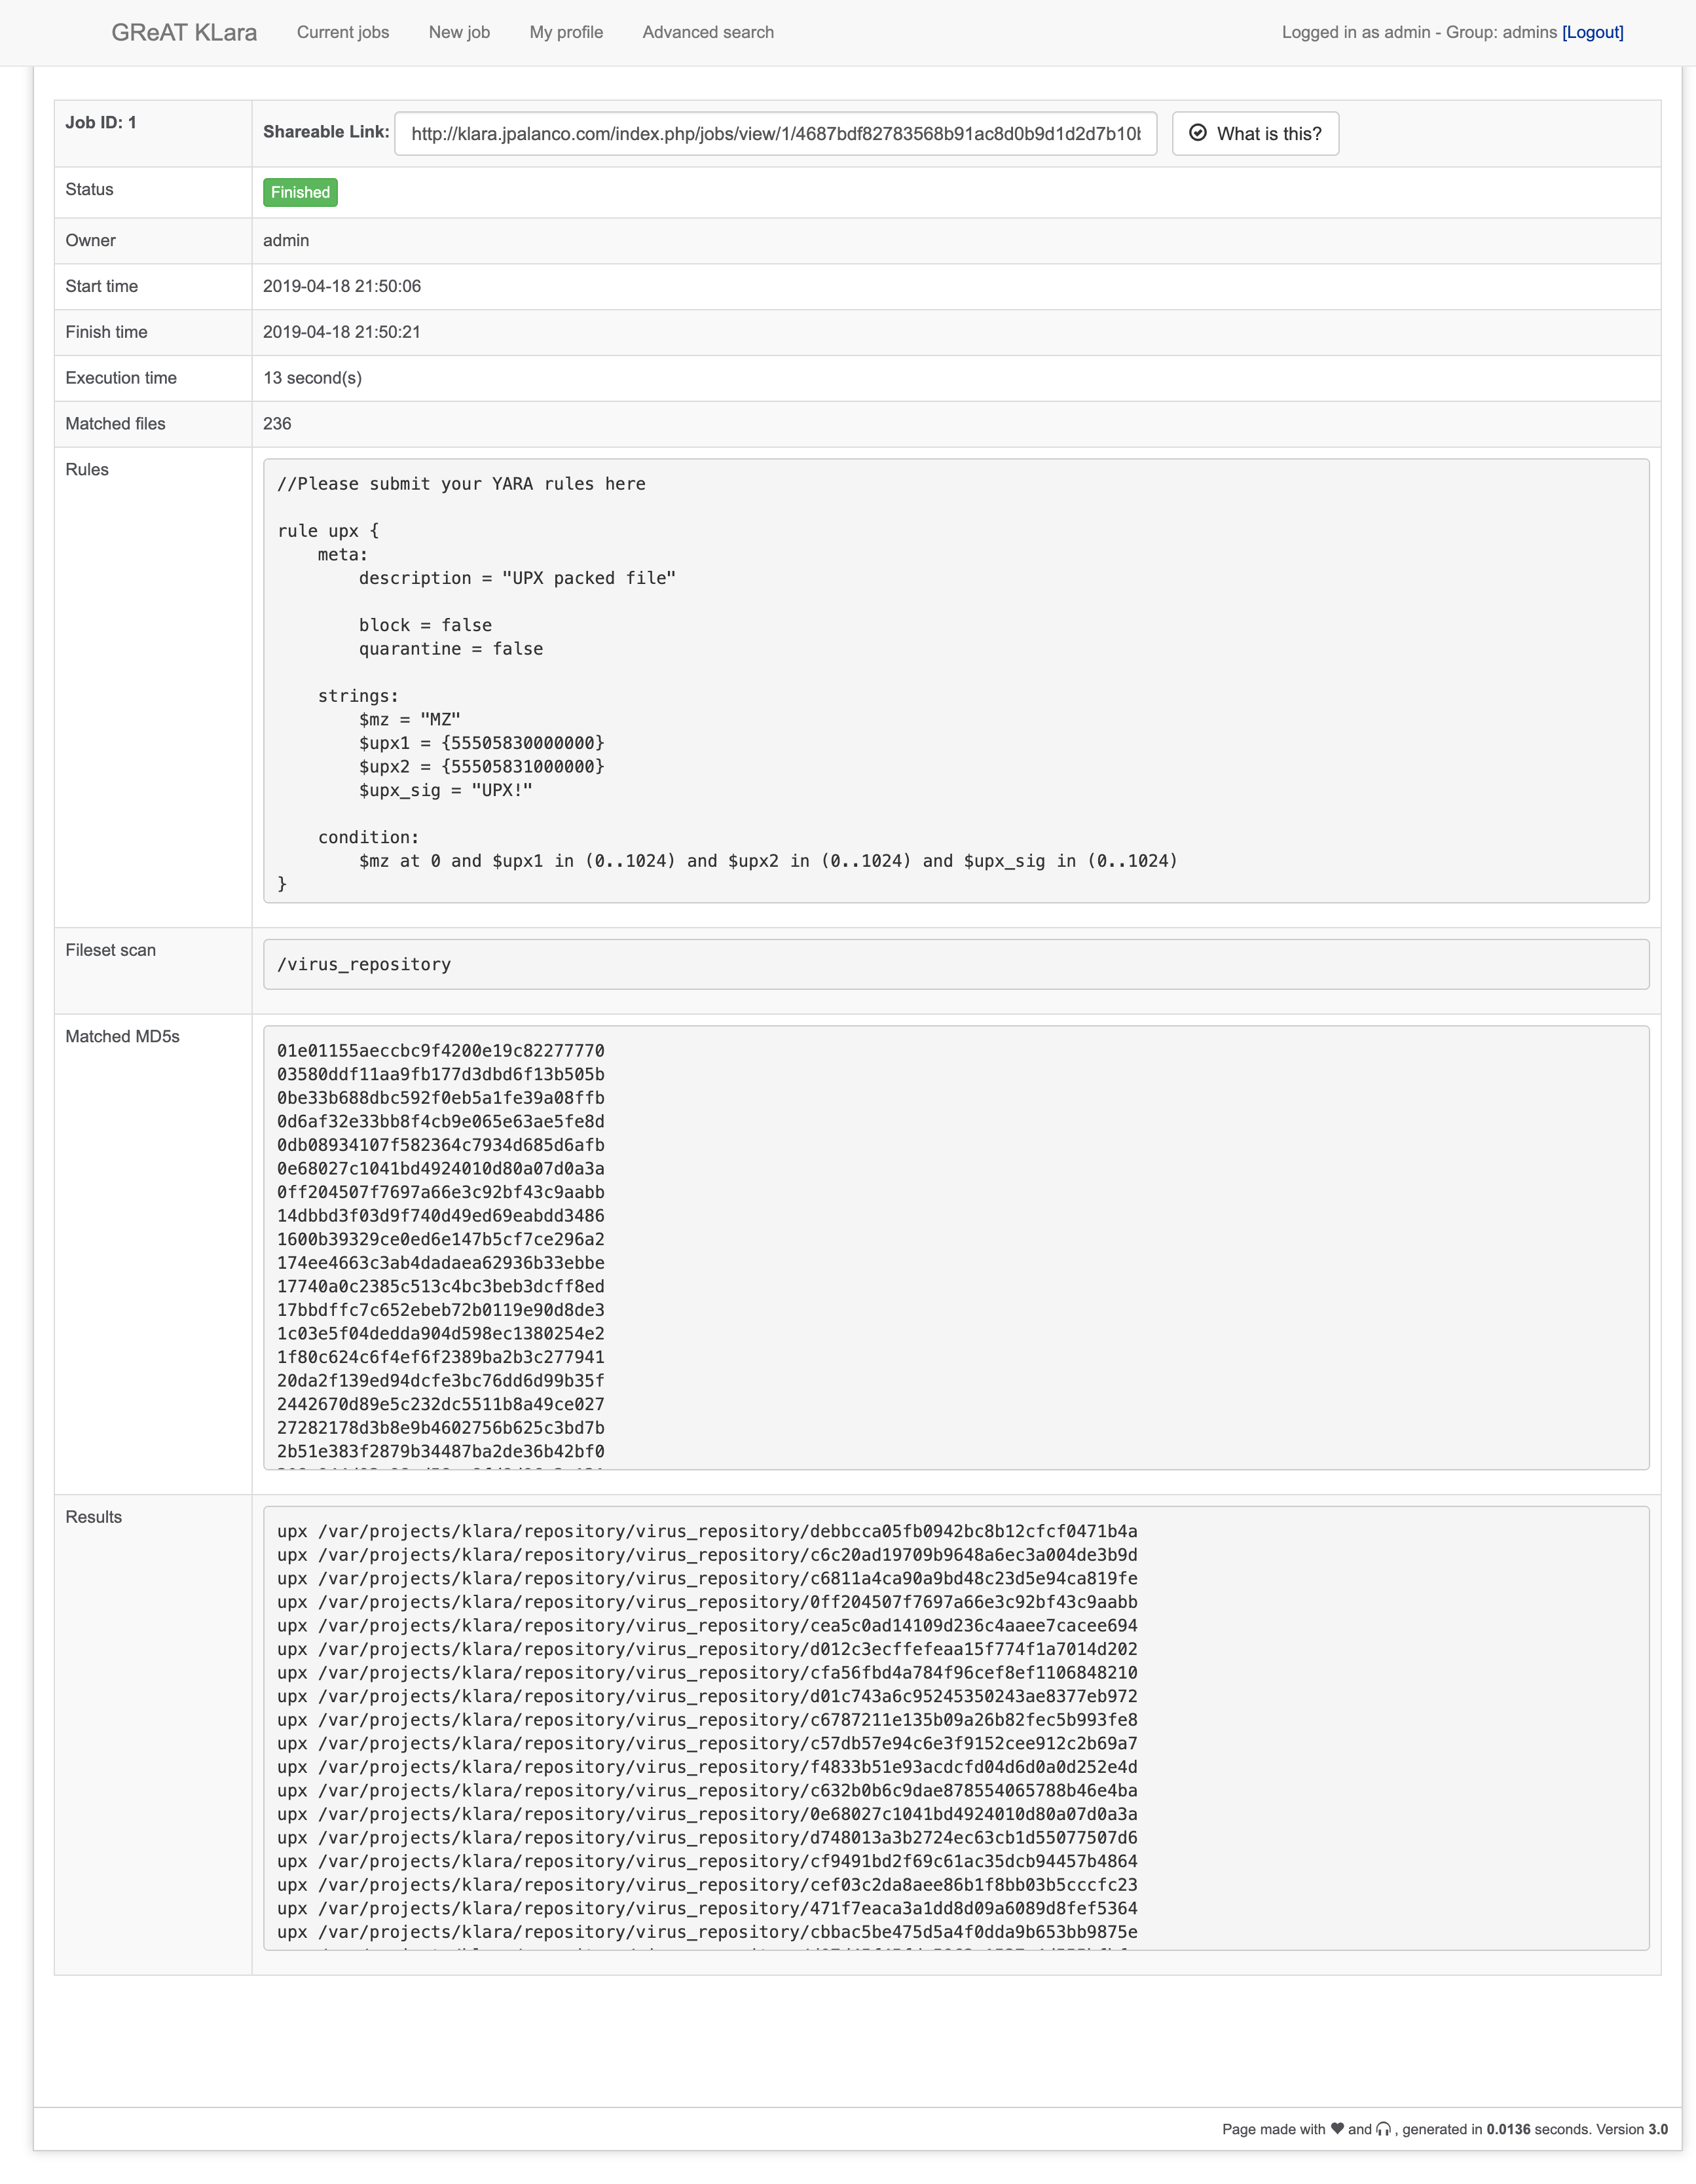 GReAT KLara Current jobs New job My profile Advanced search Logged in as admin - Group: admins [Logout]
Job ID: 1 Shareable Link: http://klara.jpalanco.com/index.php/jobs/view/1/4687bdf82783568b91ac8d0b9d1d2d7b10 What is this?
Status Finished
Owner admin
Start time 2019-04-18 21:50:06
Finish time 2019-04-18 21:50:21
Execution time 13 second(s)
Matched files 236
Rules
//Please submit your YARA rules here
rule upx {
meta:
description = "UPX packed file"
block = false
quarantine = false
strings:
$mz = "MZ"
$upx1 = {55505830000000}
$upx2 = {55505831000000}
$upx_sig = "UPX!"
condition:
$mz at 0 and $upx1 in (0..1024) and $upx2 in (0..1024) and $upx_sig in (0..1024)
}
Fileset scan /virus_repository
Matched MD5s
01e01155aeccbc9f4200e19c82277770
03580ddf11aa9fb177d3dbd6f13b505b
0be33b688dbc592f0eb5a1fe39a08ffb
0d6af32e33bb8f4cb9e065e63ae5fe8d
0db08934107f582364c7934d685d6afb
0e68027c1041bd4924010d80a07d0a3a
0ff204507f7697a66e3c92bf43c9aabb
14dbbd3f03d9f740d49ed69eabdd3486
1600b39329ce0ed6e147b5cf7ce296a2
174ee4663c3ab4dadaea62936b33ebbe
17740a0c2385c513c4bc3beb3dcff8ed
17bbdffc7c652ebeb72b0119e90d8de3
1c03e5f04dedda904d598ec1380254e2
1f80c624c6f4ef6f2389ba2b3c277941
20da2f139ed94dcfe3bc76dd6d99b35f
2442670d89e5c232dc5511b8a49ce027
27282178d3b8e9b4602756b625c3bd7b
2b51e383f2879b34487ba2de36b42bf0
Results
upx /var/projects/klara/repository/virus_repository/debbcca05fb0942bc8b12cfcf0471b4a
upx /var/projects/klara/repository/virus_repository/c6c20ad19709b9648a6ec3a004de3b9d
upx /var/projects/klara/repository/virus_repository/c6811a4ca90a9bd48c23d5e94ca819fe
upx /var/projects/klara/repository/virus_repository/0ff204507f7697a66e3c92bf43c9aabb
upx /var/projects/klara/repository/virus_repository/cea5c0ad14109d236c4aaee7cacee694
upx /var/projects/klara/repository/virus_repository/d012c3ecffefeaa15f774f1a7014d202
upx /var/projects/klara/repository/virus_repository/cfa56fbd4a784f96cef8ef1106848210
upx /var/projects/klara/repository/virus_repository/d01c743a6c95245350243ae8377eb972
upx /var/projects/klara/repository/virus_repository/c6787211e135b09a26b82fec5b993fe8
upx /var/projects/klara/repository/virus_repository/c57db57e94c6e3f9152cee912c2b69a7
upx /var/projects/klara/repository/virus_repository/f4833b51e93acdcfd04d6d0a0d252e4d
upx /var/projects/klara/repository/virus_repository/c632b0b6c9dae878554065788b46e4ba
upx /var/projects/klara/repository/virus_repository/0e68027c1041bd4924010d80a07d0a3a
upx /var/projects/klara/repository/virus_repository/d748013a3b2724ec63cb1d55077507d6
upx /var/projects/klara/repository/virus_repository/cf9491bd2f69c61ac35dcb94457b4864
upx /var/projects/klara/repository/virus_repository/cef03c2da8aee86b1f8bb03b5cccfc23
upx /var/projects/klara/repository/virus_repository/471f7eaca3a1dd8d09a6089d8fef5364
upx /var/projects/klara/repository/virus_repository/cbbac5be475d5a4f0dda9b653bb9875e
Page made with and , generated in 0.0136 seconds. Version 3.0